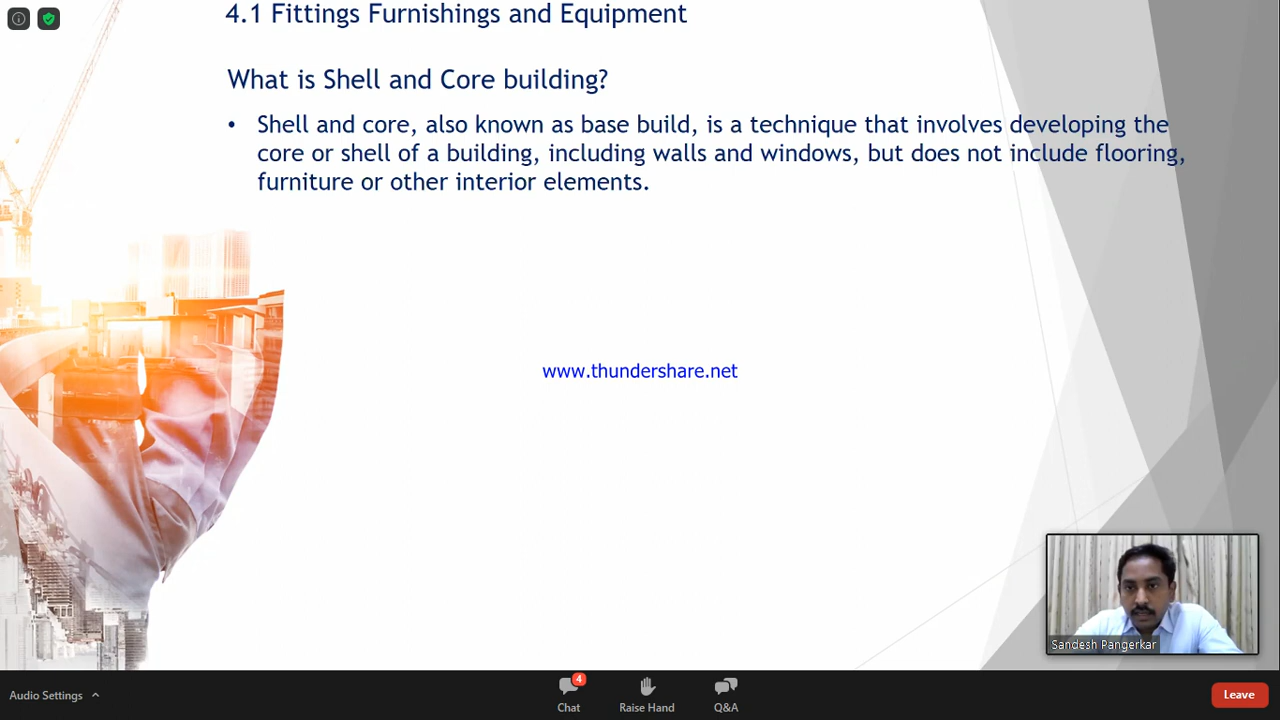 4.1 Fittings Furnishings and Equipment
What is Shell and Core building?
• Shell and core, also known as base build, is a technique that involves developing the
core or shell of a building, including walls and windows, but does not include flooring,
furniture or other interior elements.
www.thundershare.net
Sandesh Pangerkar
Audio Settings
4
Chat
Raise Hand
Q&A
Leave